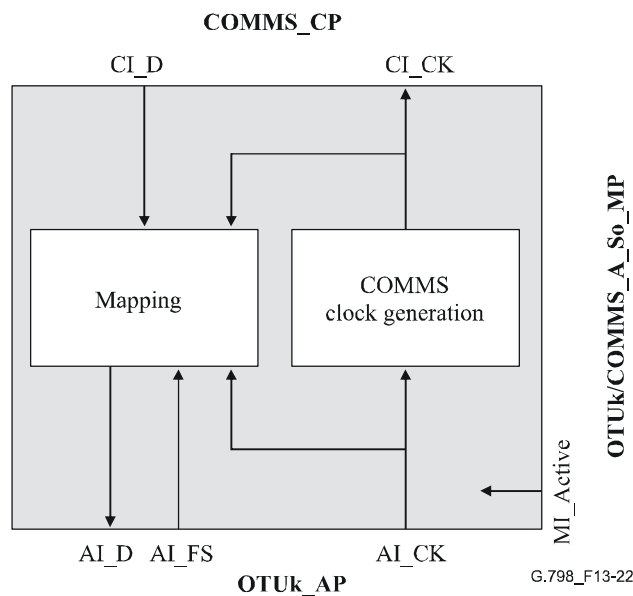 COMMS_CP
CI_D
CI_CK
Mapping
COMMS
clock generation
OTUk/COMMS_A_So_MP
MI_Active
AI_D
AI_FS
AI_CK
OTUk_AP
G.798_F13-22